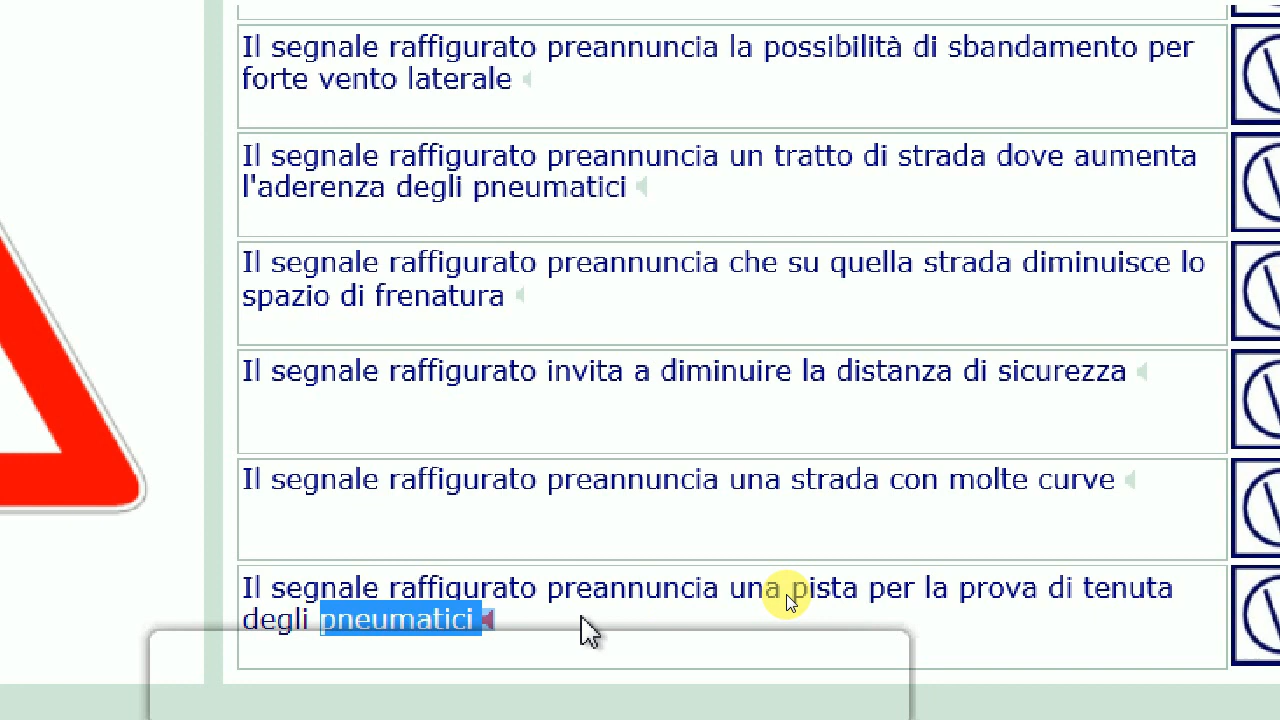 Il segnale raffigurato preannuncia la possibilità di sbandamento per
forte vento laterale
Il segnale raffigurato preannuncia un tratto di strada dove aumenta
l'aderenza degli pneumatici
Il segnale raffigurato preannuncia che su quella strada diminuisce lo
spazio di frenatura
Il segnale raffigurato invita a diminuire la distanza di sicurezza
Il segnale raffigurato preannuncia una strada con molte curve
Il segnale raffigurato preannuncia una pista per la prova di tenuta
degli pneumatici